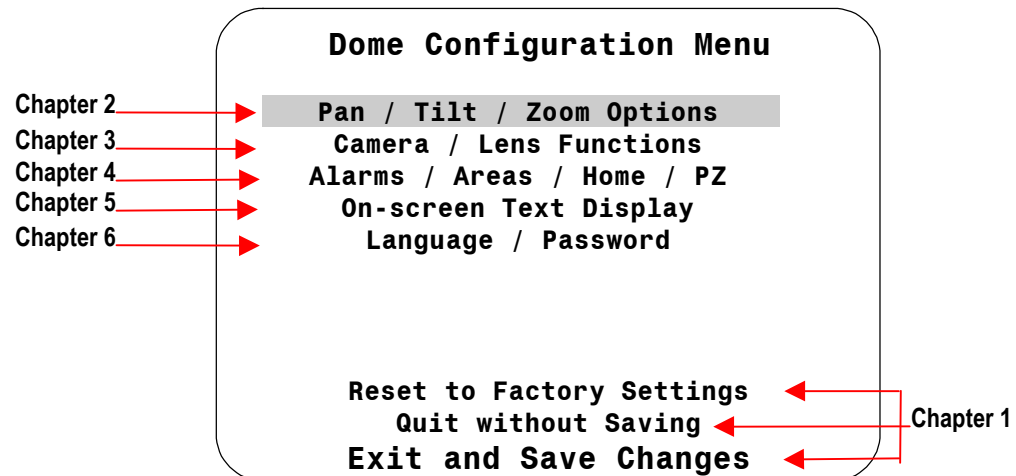 Dome Configuration Menu
Chapter 2
Pan / Tilt / Zoom Options
Chapter 3
Camera / Lens Functions
Chapter 4
Alarms / Areas / Home / PZ
Chapter 5
On-screen Text Display
Chapter 6
Language / Password
Reset to Factory Settings
Quit without Saving
Chapter 1
Exit and Save Changes